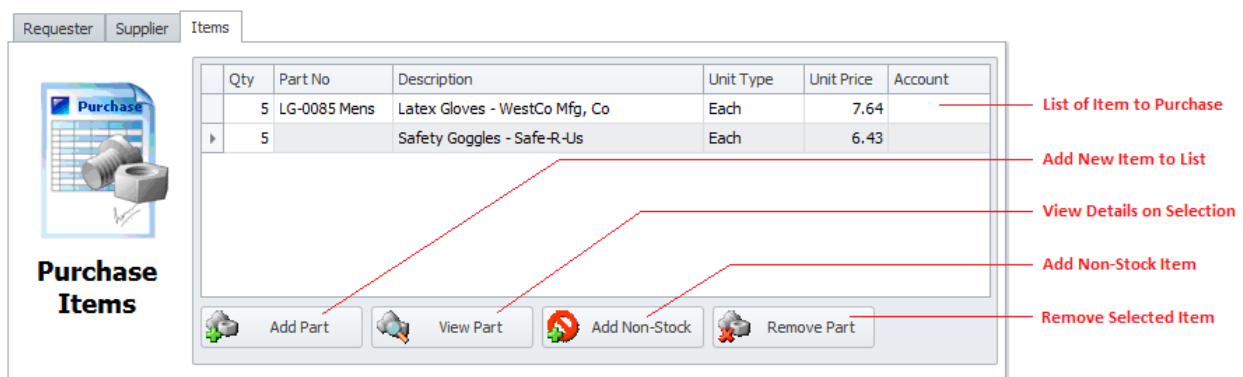 Requester Supplier Items
Qty Part No Description Unit Type Unit Price Account
5 LG-0085 Mens Latex Gloves - WestCo Mfg, Co Each 7.64
5 Safety Goggles - Safe-R-Us Each 6.43
Purchase
Purchase
Items
Add Part View Part Add Non-Stock Remove Part
List of Item to Purchase
Add New Item to List
View Details on Selection
Add Non-Stock Item
Remove Selected Item